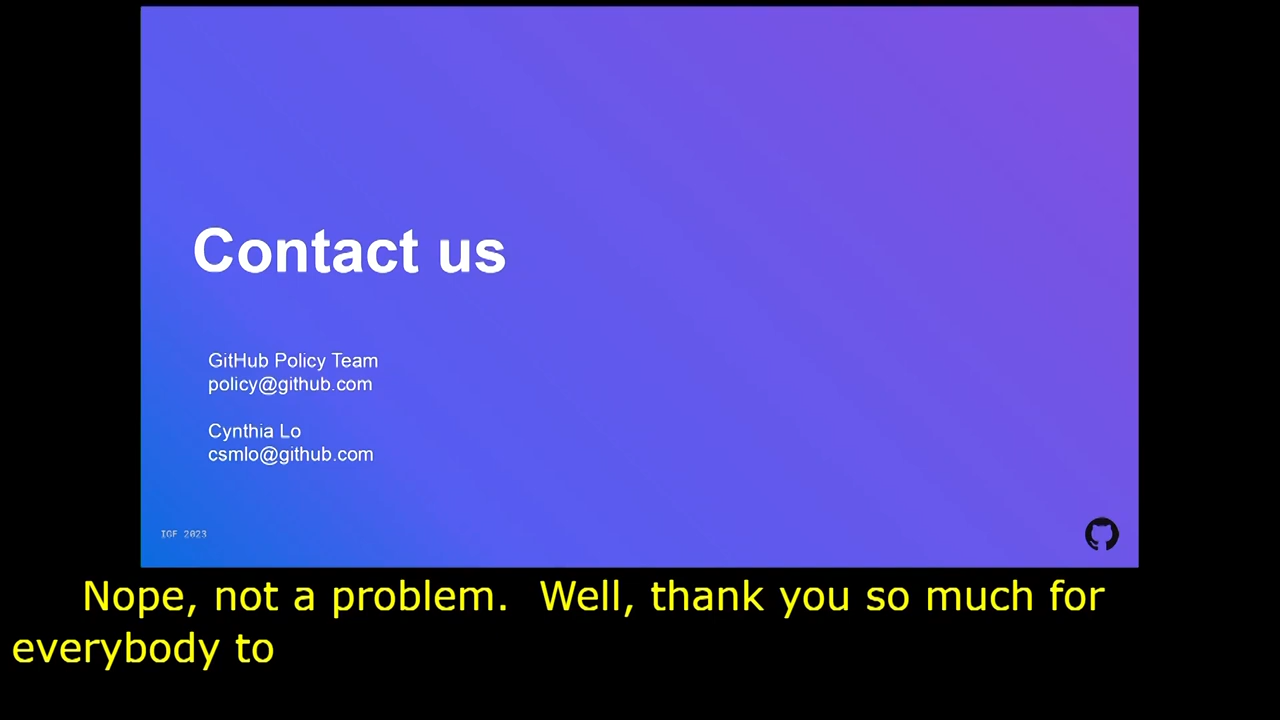 Contact us
GitHub Policy Team
policy@github.com
Cynthia Lo
csmlo@github.com
IGF 2023
Nope, not a problem.  Well, thank you so much for
everybody to